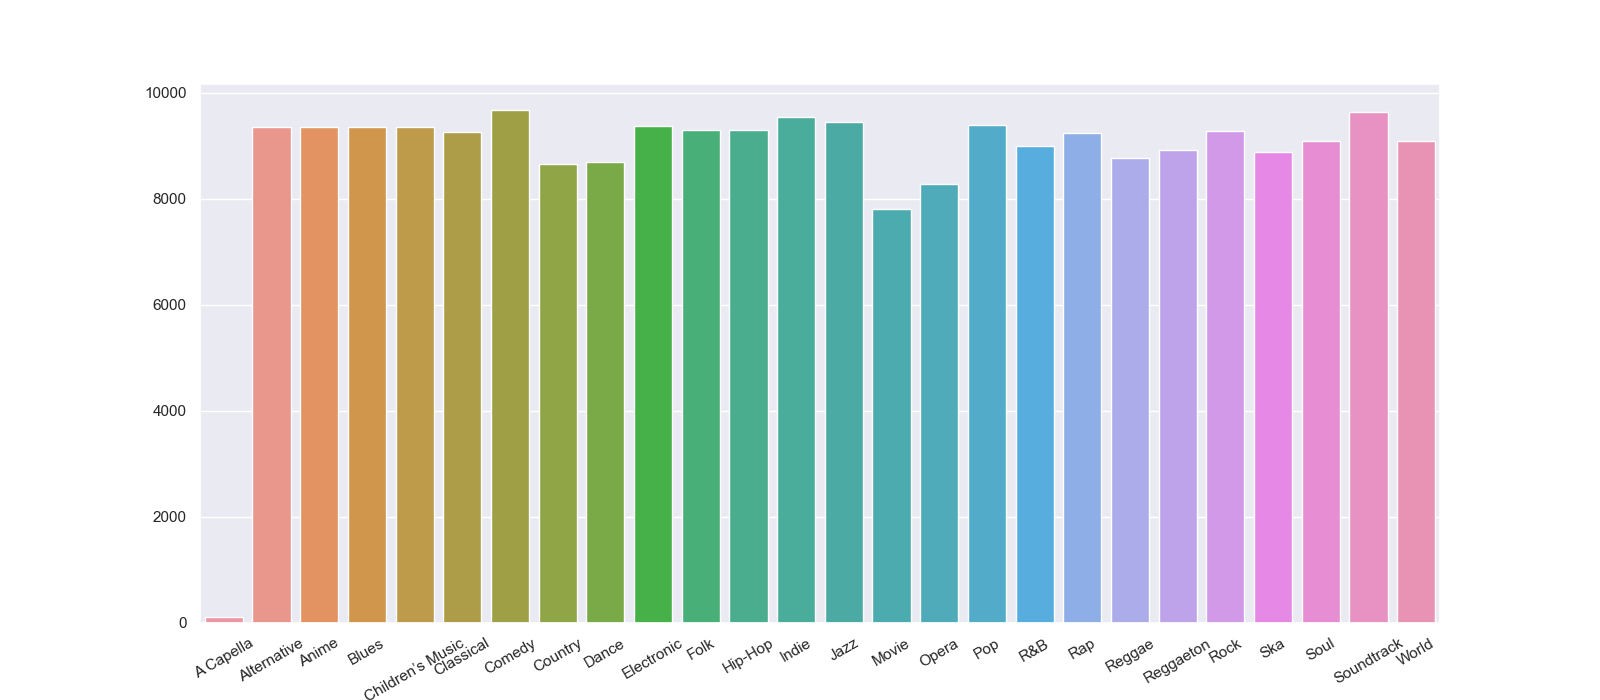 10000
8000
6000
4000
2000
0
A Capella
Alternative
Anime
Blues
Children's Music
Classical
Comedy
Country
Dance
Electronic
Folk
Hip-Hop
Indie
Jazz
Movie
Opera
Pop
R&B
Rap
Reggae
Reggaeton
Rock
Ska
Soul
Soundtrack
World